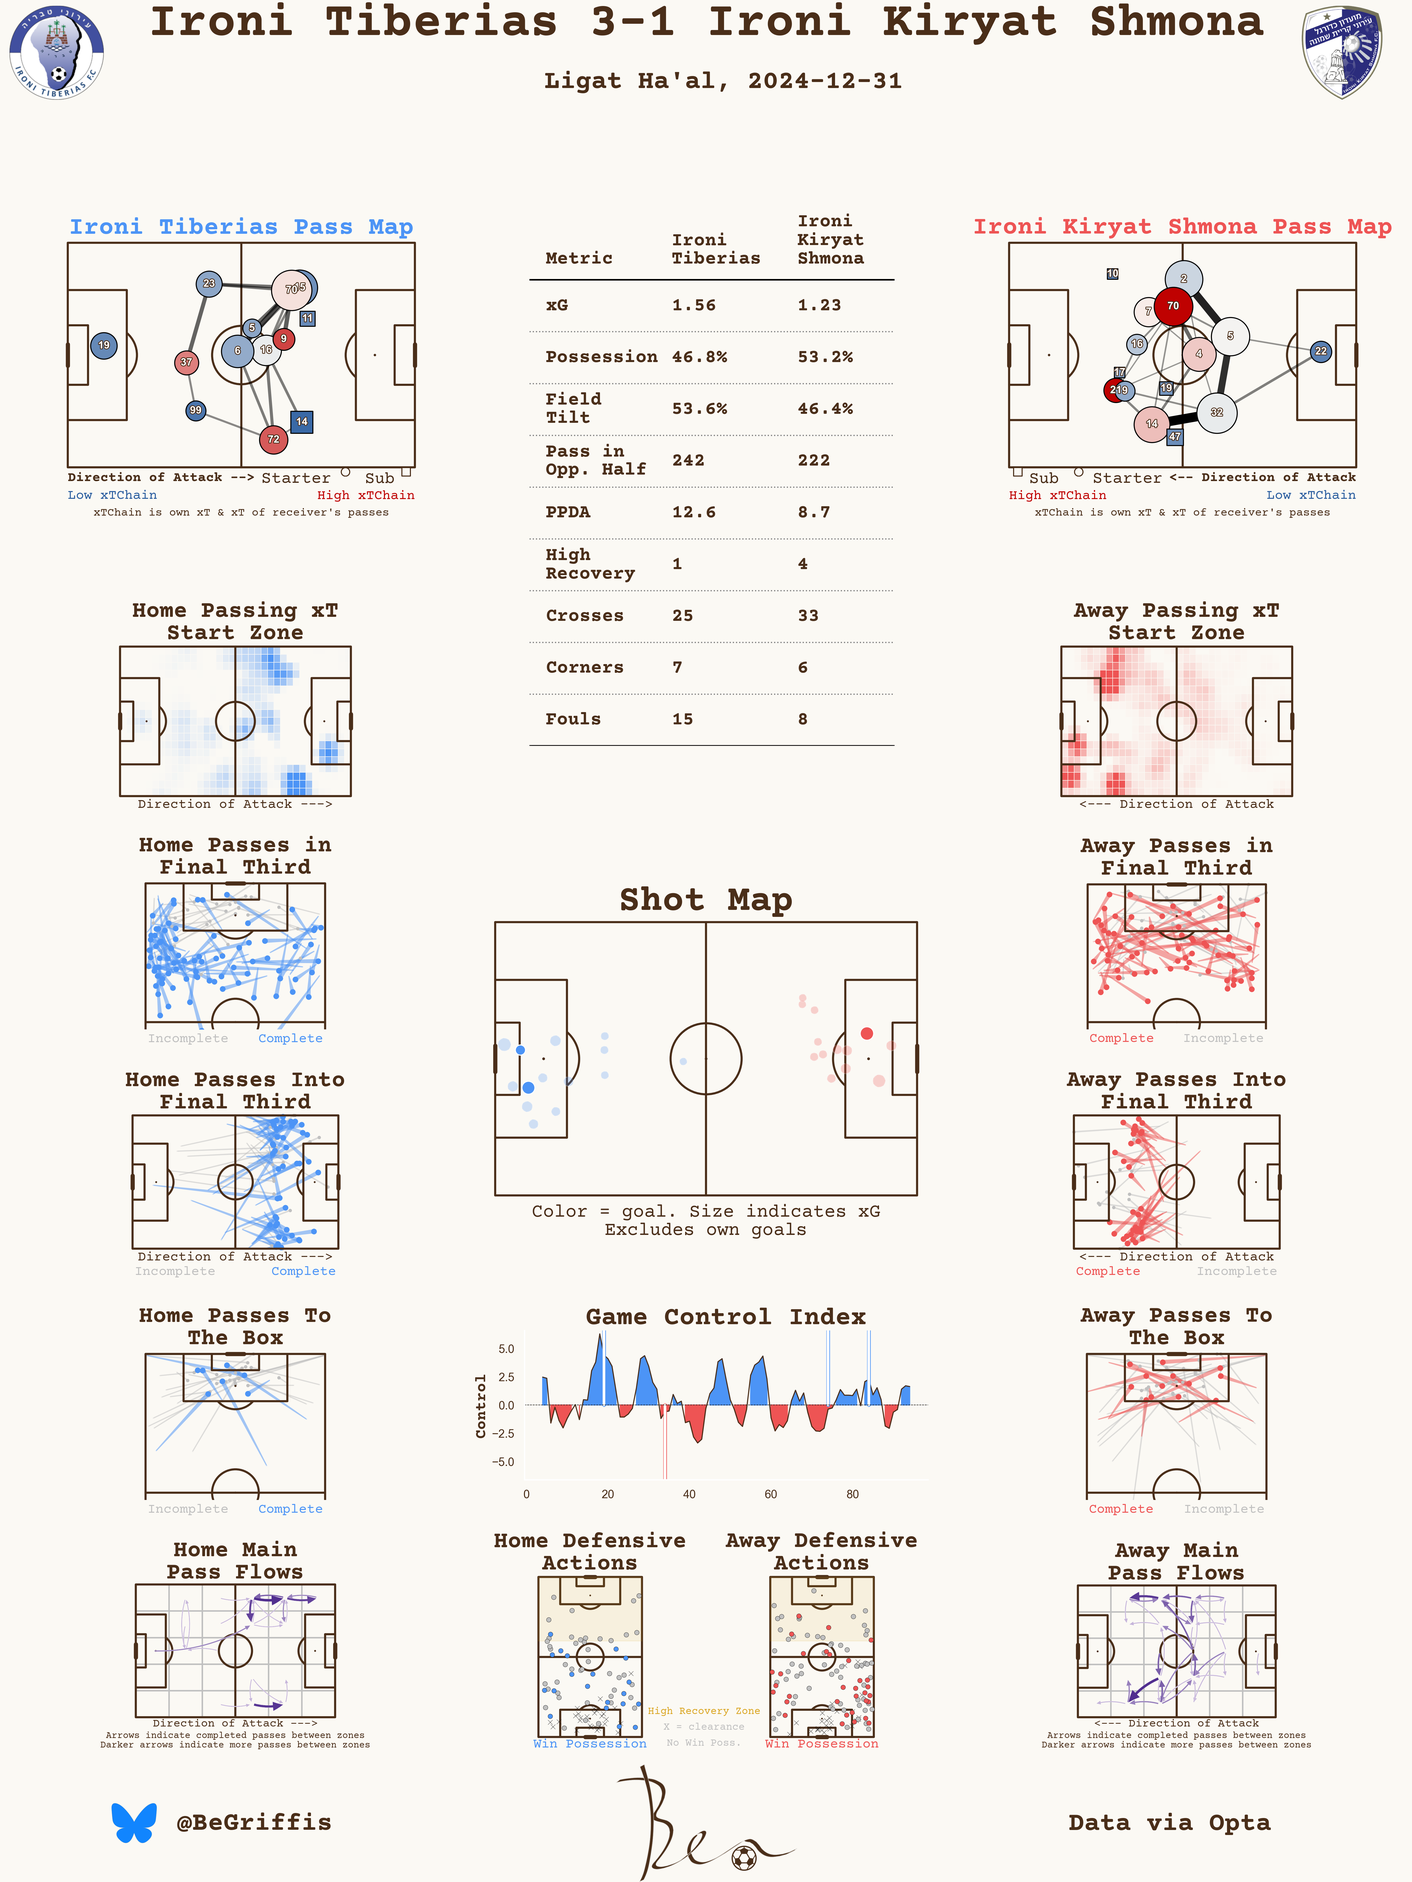 Ironi Tiberias 3-1 Ironi Kiryat Shmona
Ligat Ha'al, 2024-12-31
עירוני טבריה
IRONI TIBERIAS F.C
מועדון כדורגל
עירוני קריית שמונה
Ironi Tiberias Pass Map
23
70
15
11
5
9
19
6
16
37
99
14
72
Direction of Attack --> Starter Sub
Low xTChain High xTChain
xTChain is own xT & xT of receiver's passes
Metric Ironi Tiberias Ironi Kiryat Shmona
xG 1.56 1.23
Possession 46.8% 53.2%
Field Tilt 53.6% 46.4%
Pass in Opp. Half 242 222
PPDA 12.6 8.7
High Recovery 1 4
Crosses 25 33
Corners 7 6
Fouls 15 8
Ironi Kiryat Shmona Pass Map
10
2
7
70
5
16
4
22
17
19
19
32
14
47
Sub Starter <-- Direction of Attack
High xTChain Low xTChain
xTChain is own xT & xT of receiver's passes
Home Passing xT
Start Zone
Direction of Attack --->
Away Passing xT
Start Zone
<--- Direction of Attack
Home Passes in
Final Third
Incomplete Complete
Away Passes in
Final Third
Complete Incomplete
Shot Map
Color = goal. Size indicates xG
Excludes own goals
Home Passes Into
Final Third
Direction of Attack --->
Incomplete Complete
Away Passes Into
Final Third
<--- Direction of Attack
Complete Incomplete
Home Passes To
The Box
Incomplete Complete
Game Control Index
Control
5.0
2.5
0.0
−2.5
−5.0
0 20 40 60 80
Away Passes To
The Box
Complete Incomplete
Home Main
Pass Flows
Direction of Attack --->
Arrows indicate completed passes between zones
Darker arrows indicate more passes between zones
Home Defensive
Actions
Win Possession
High Recovery Zone
X = clearance
No Win Poss.
Away Defensive
Actions
Win Possession
Away Main
Pass Flows
<--- Direction of Attack
Arrows indicate completed passes between zones
Darker arrows indicate more passes between zones
@BeGriffis
Ben
Data via Opta